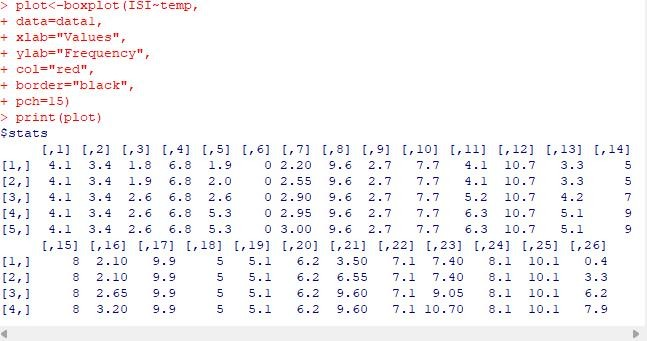 > plot<-boxplot(ISI~temp,
+ data=data1,
+ xlab="Values",
+ ylab="Frequency",
+ col="red",
+ border="black",
+ pch=15)
> print(plot)
$stats
[,1] [,2] [,3] [,4] [,5] [,6] [,7] [,8] [,9] [,10] [,11] [,12] [,13] [,14]
[1,] 4.1 3.4 1.8 6.8 1.9 0 2.20 9.6 2.7 7.7 4.1 10.7 3.3 5
[2,] 4.1 3.4 1.9 6.8 2.0 0 2.55 9.6 2.7 7.7 4.1 10.7 3.3 5
[3,] 4.1 3.4 2.6 6.8 2.6 0 2.90 9.6 2.7 7.7 5.2 10.7 4.2 7
[4,] 4.1 3.4 2.6 6.8 5.3 0 2.95 9.6 2.7 7.7 6.3 10.7 5.1 9
[5,] 4.1 3.4 2.6 6.8 5.3 0 3.00 9.6 2.7 7.7 6.3 10.7 5.1 9
[,15] [,16] [,17] [,18] [,19] [,20] [,21] [,22] [,23] [,24] [,25] [,26]
[1,] 8 2.10 9.9 5 5.1 6.2 3.50 7.1 7.40 8.1 10.1 0.4
[2,] 8 2.10 9.9 5 5.1 6.2 6.55 7.1 7.40 8.1 10.1 3.3
[3,] 8 2.65 9.9 5 5.1 6.2 9.60 7.1 9.05 8.1 10.1 6.2
[4,] 8 3.20 9.9 5 5.1 6.2 9.60 7.1 10.70 8.1 10.1 7.9